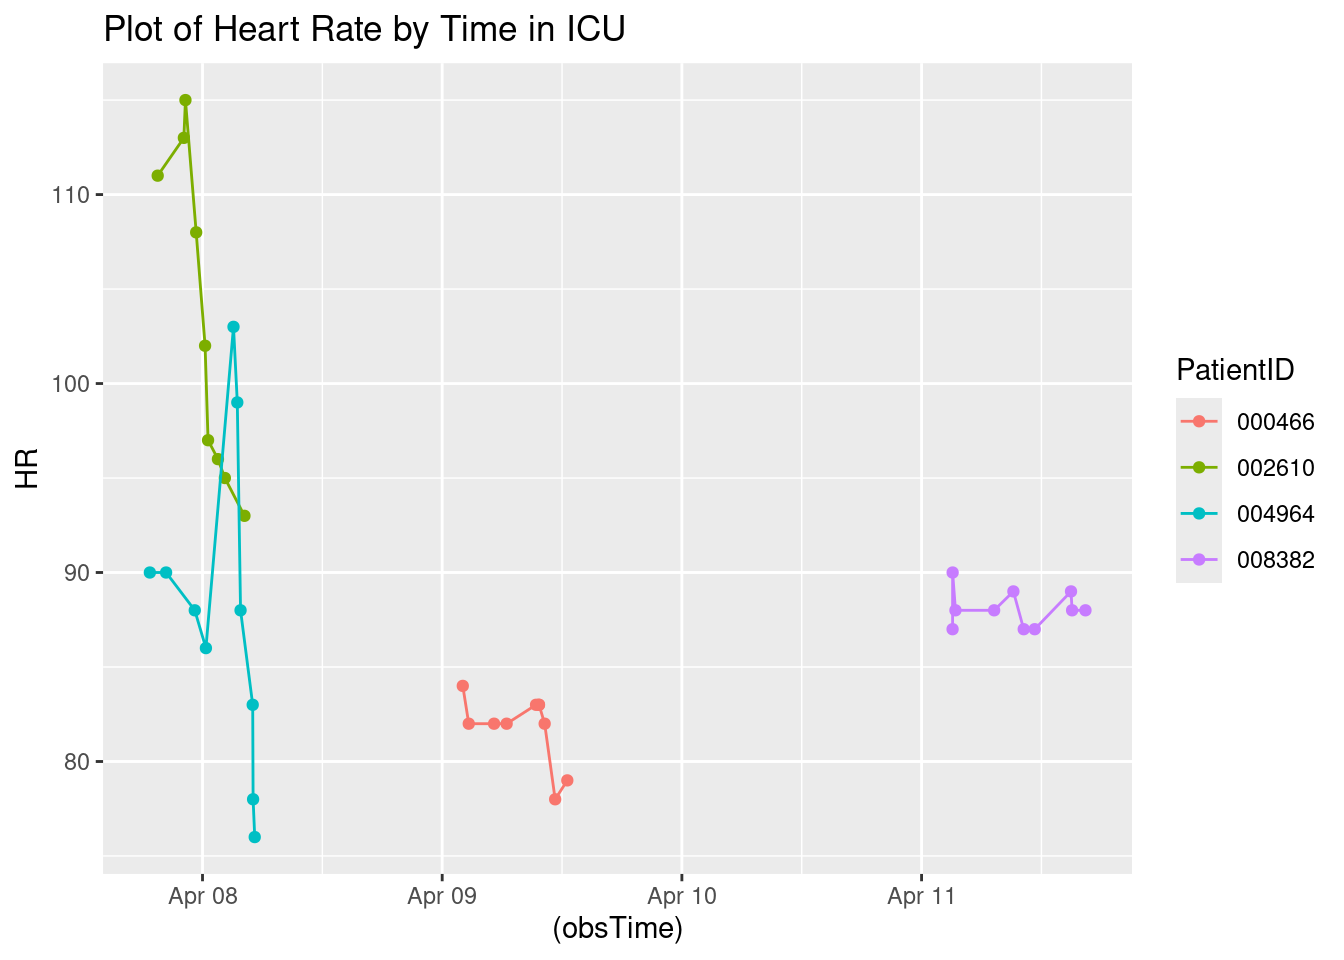 Plot of Heart Rate by Time in ICU
110
100
90
80
HR
Apr 08
Apr 09
Apr 10
Apr 11
(obsTime)
PatientID
000466
002610
004964
008382